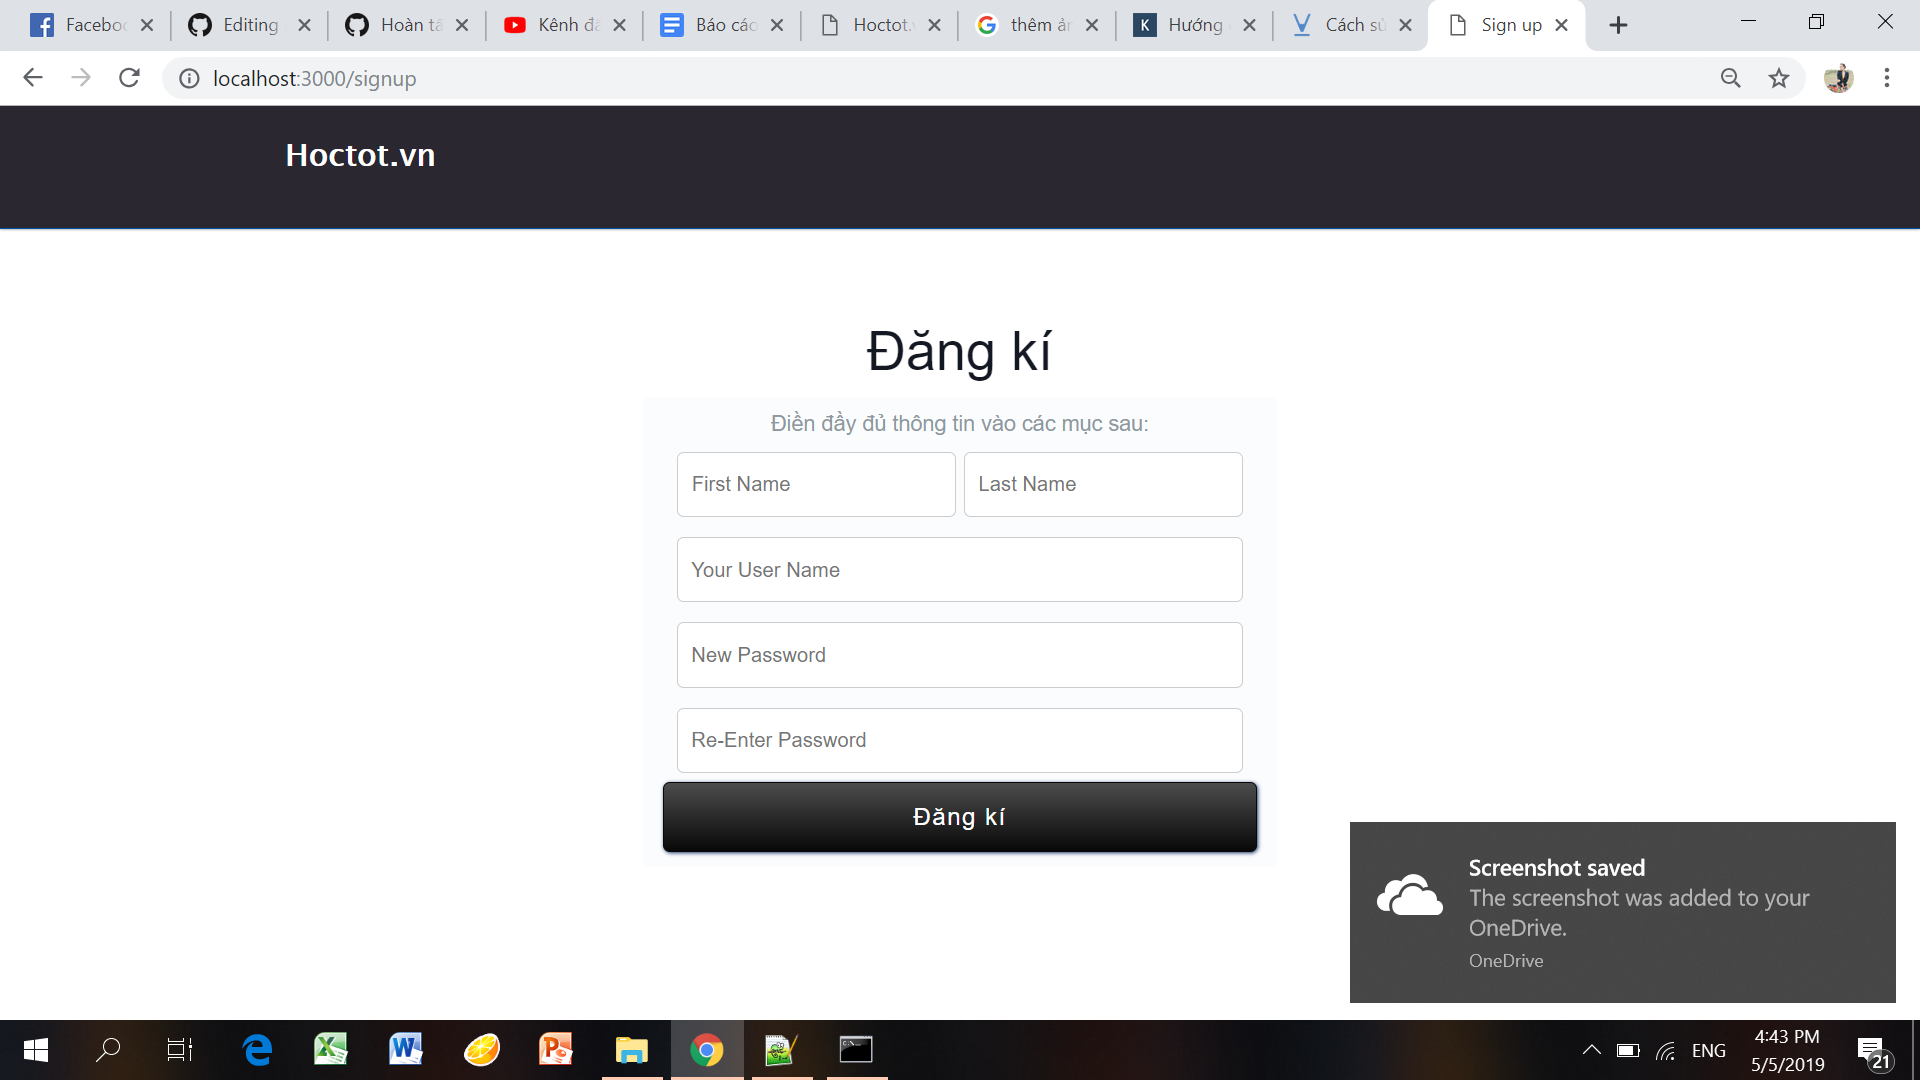 Faceboo
Editing
Hoàn tấ
Kênh đấ
Báo cáo
Hoctot.v
thêm ản
Hướng
Cách sử
Sign up
localhost:3000/signup
Hoctot.vn
Đăng kí
Điền đầy đủ thông tin vào các mục sau:
First Name Last Name
Your User Name
New Password
Re-Enter Password
Đăng kí
Screenshot saved
The screenshot was added to your
OneDrive.
OneDrive
ENG
4:43 PM
5/5/2019
21